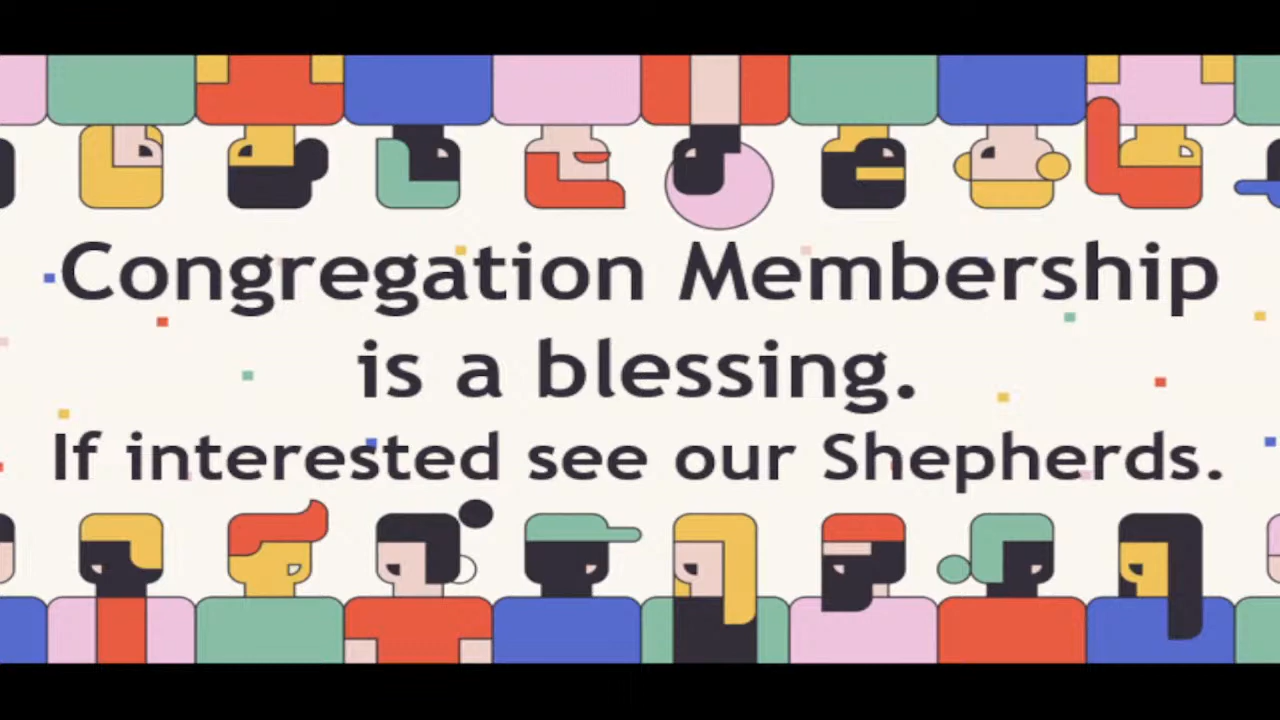 Congregation Membership
is a blessing.
If interested see our Shepherds.